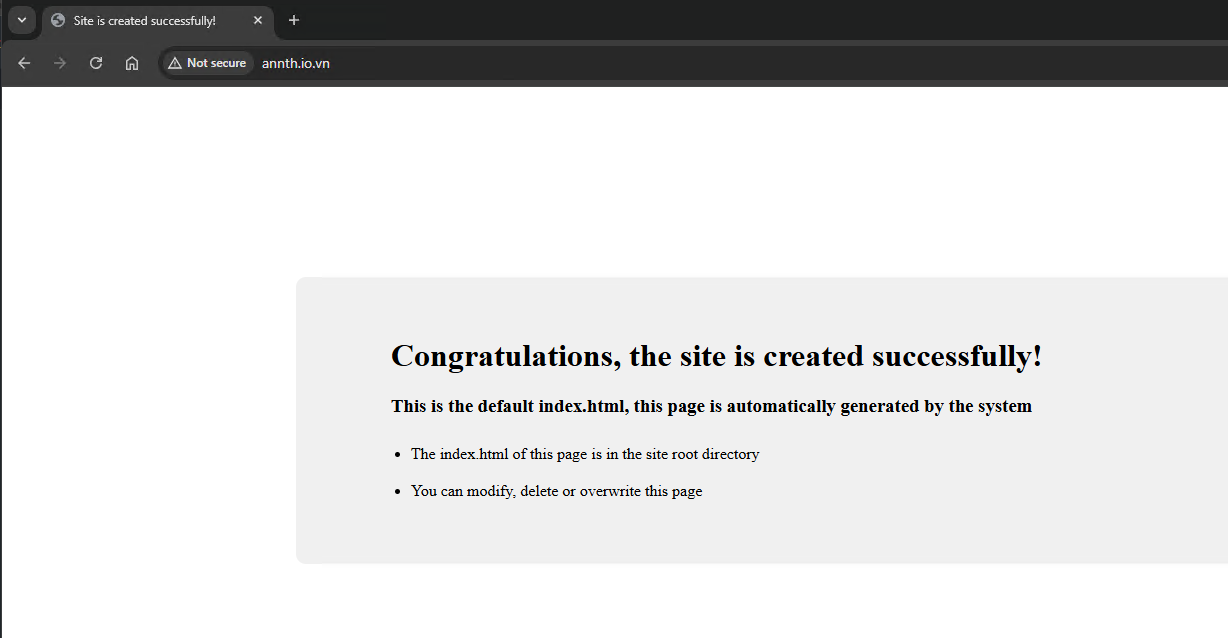 Site is created successfully!
Not secure annth.io.vn
Congratulations, the site is created successfully!
This is the default index.html, this page is automatically generated by the system
The index.html of this page is in the site root directory
You can modify, delete or overwrite this page